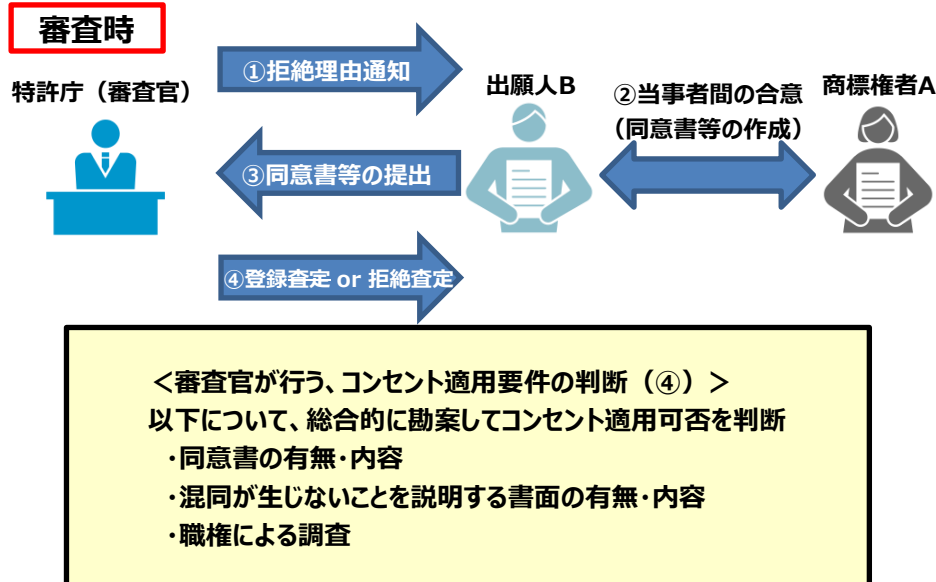 審査時
特許庁（審査官）
①拒絶理由通知
出願人B
②当事者間の合意
（同意書等の作成）
商標権者A
③同意書等の提出
④登録査定 or 拒絶査定
＜審査官が行う、コンセント適用要件の判断（④）＞
以下について、総合的に勘案してコンセント適用可否を判断
・同意書の有無・内容
・混同が生じないことを説明する書面の有無・内容
・職権による調査